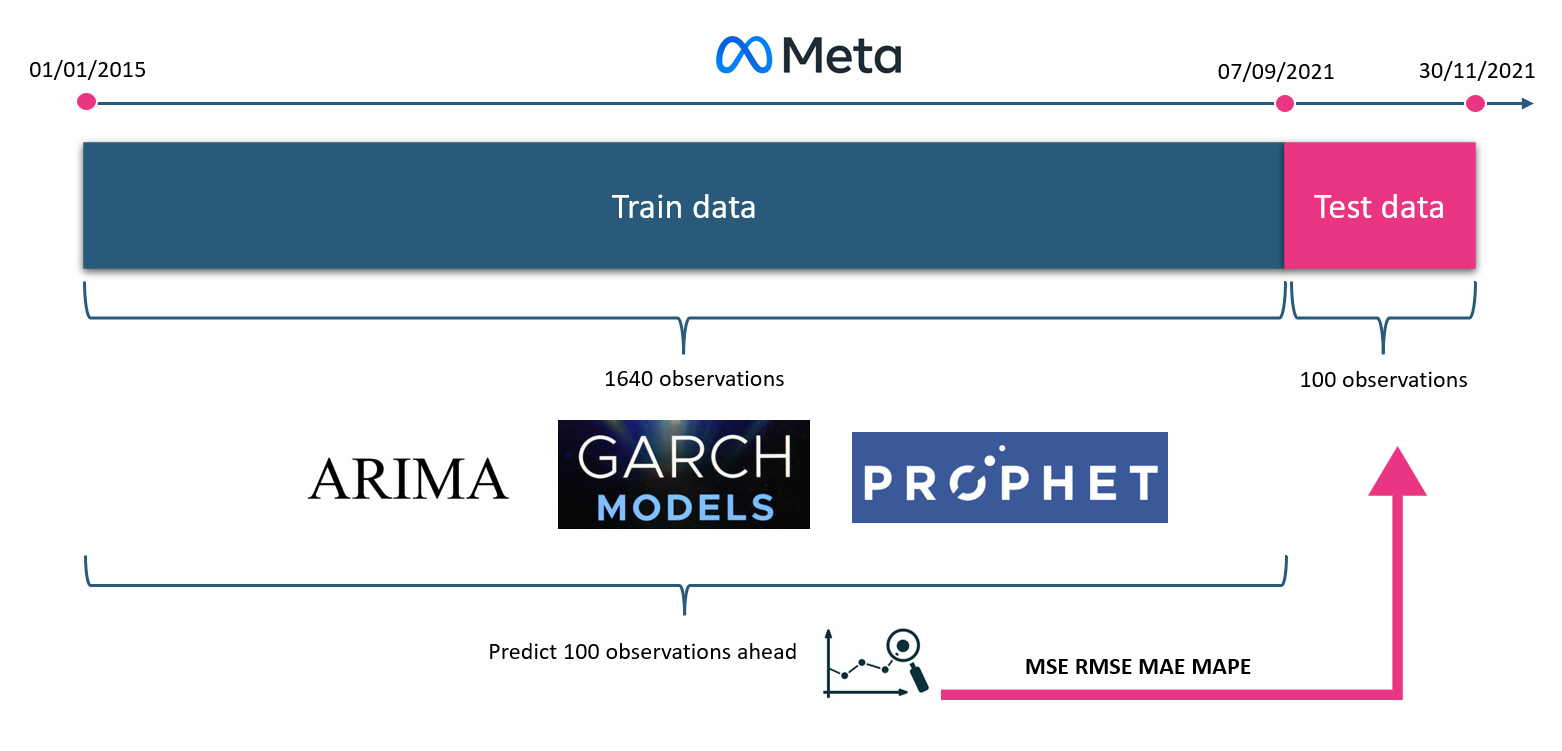 Meta
01/01/2015
07/09/2021
30/11/2021
Train data
Test data
1640 observations
100 observations
ARIMA
GARCH
MODELS
PROPHET
Predict 100 observations ahead
MSE RMSE MAE MAPE